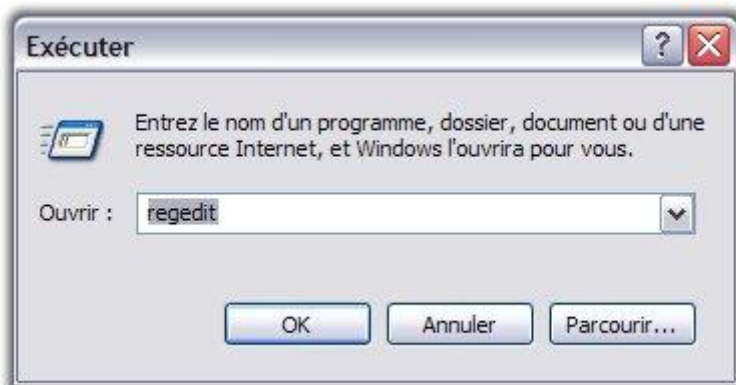 Exécuter
Entrez le nom d'un programme, dossier, document ou d'une
ressource Internet, et Windows l'ouvrira pour vous.
Ouvrir : regedit
OK Annuler Parcourir...